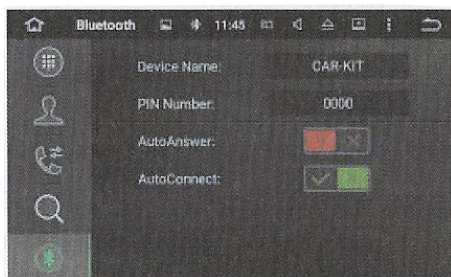 Bluetooth 11:45
Device Name: CAR-KIT
PIN Number: 0000
AutoAnswer:
AutoConnect: